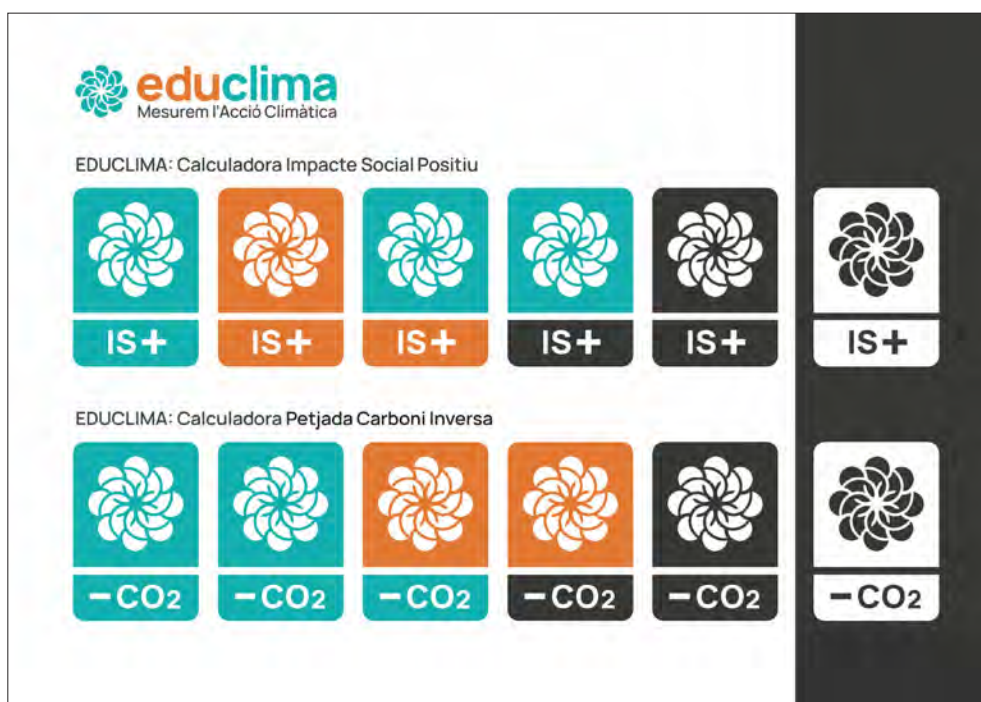 educlima
Mesurem l'Acció Climàtica
EDUCLIMA: Calculadora Impacte Social Positiu
IS+ IS+ IS+ IS+ IS+ IS+
EDUCLIMA: Calculadora Petjada Carboni Inversa
-CO2 -CO2 -CO2 -CO2 -CO2 -CO2